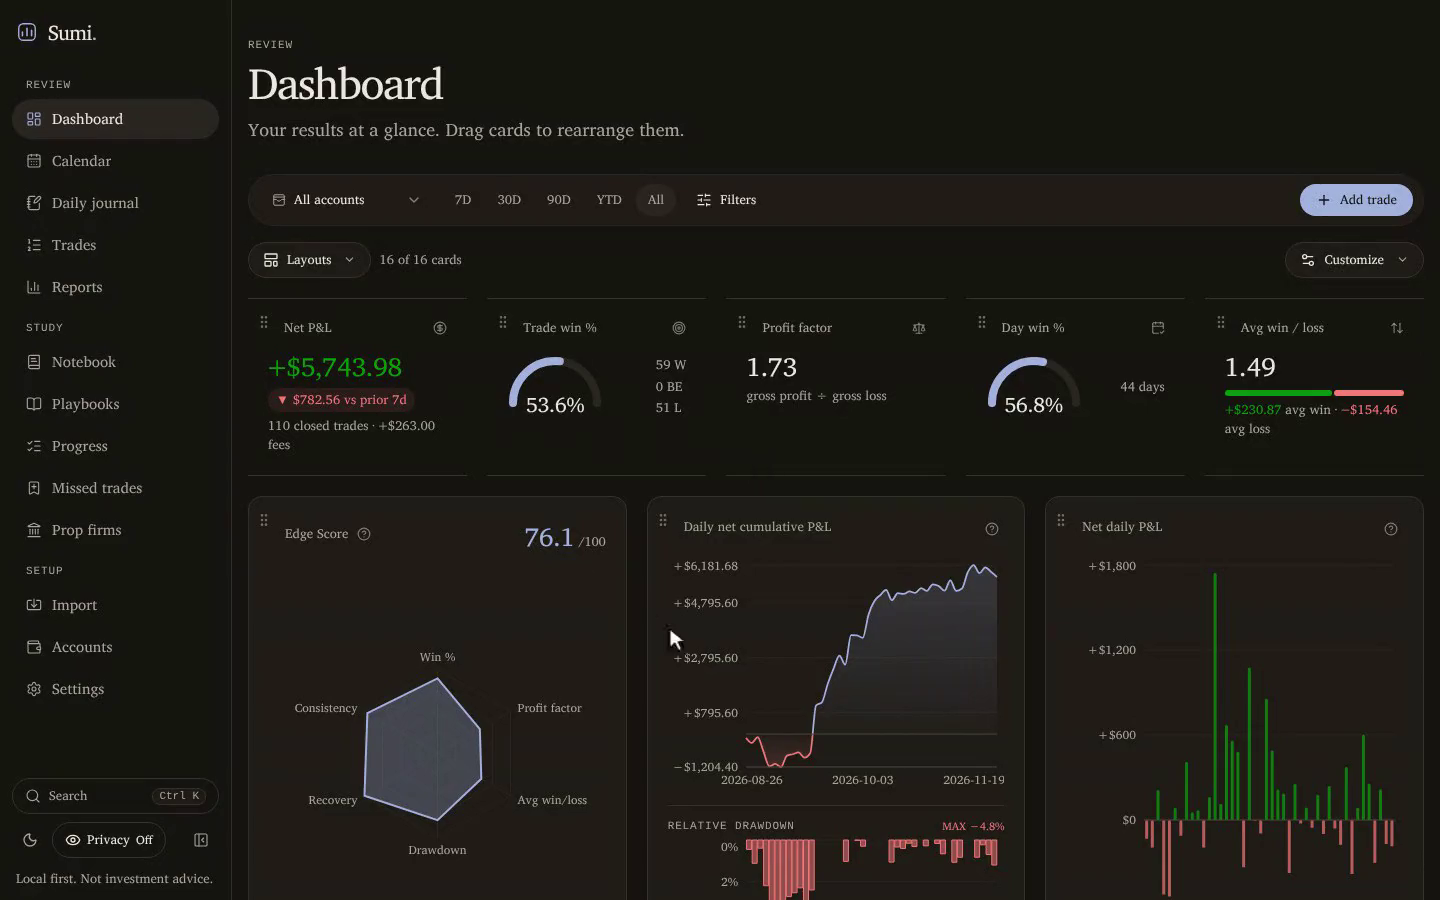 Sumi.
REVIEW
Dashboard
Calendar
Daily journal
Trades
Reports
STUDY
Notebook
Playbooks
Progress
Missed trades
Prop firms
SETUP
Import
Accounts
Settings
Search
Ctrl K
Privacy Off
Local first. Not investment advice.
REVIEW
Dashboard
Your results at a glance. Drag cards to rearrange them.
All accounts
7D
30D
90D
YTD
All
Filters
Add trade
Layouts
16 of 16 cards
Customize
Net P&L
+$5,743.98
▼ $782.56 vs prior 7d
110 closed trades · +$263.00
fees
Trade win %
53.6%
59 W
0 BE
51 L
Profit factor
1.73
gross profit ÷ gross loss
Day win %
56.8%
44 days
Avg win / loss
1.49
+$230.87 avg win · −$154.46
avg loss
Edge Score
76.1 /100
Win %
Profit factor
Avg win/loss
Drawdown
Recovery
Consistency
Daily net cumulative P&L
+$6,181.68
+$4,795.60
+$2,795.60
+$795.60
−$1,204.40
2026-08-26
2026-10-03
2026-11-19
RELATIVE DRAWDOWN
MAX −4.8%
0%
2%
Net daily P&L
+$1,800
+$1,200
+$600
$0